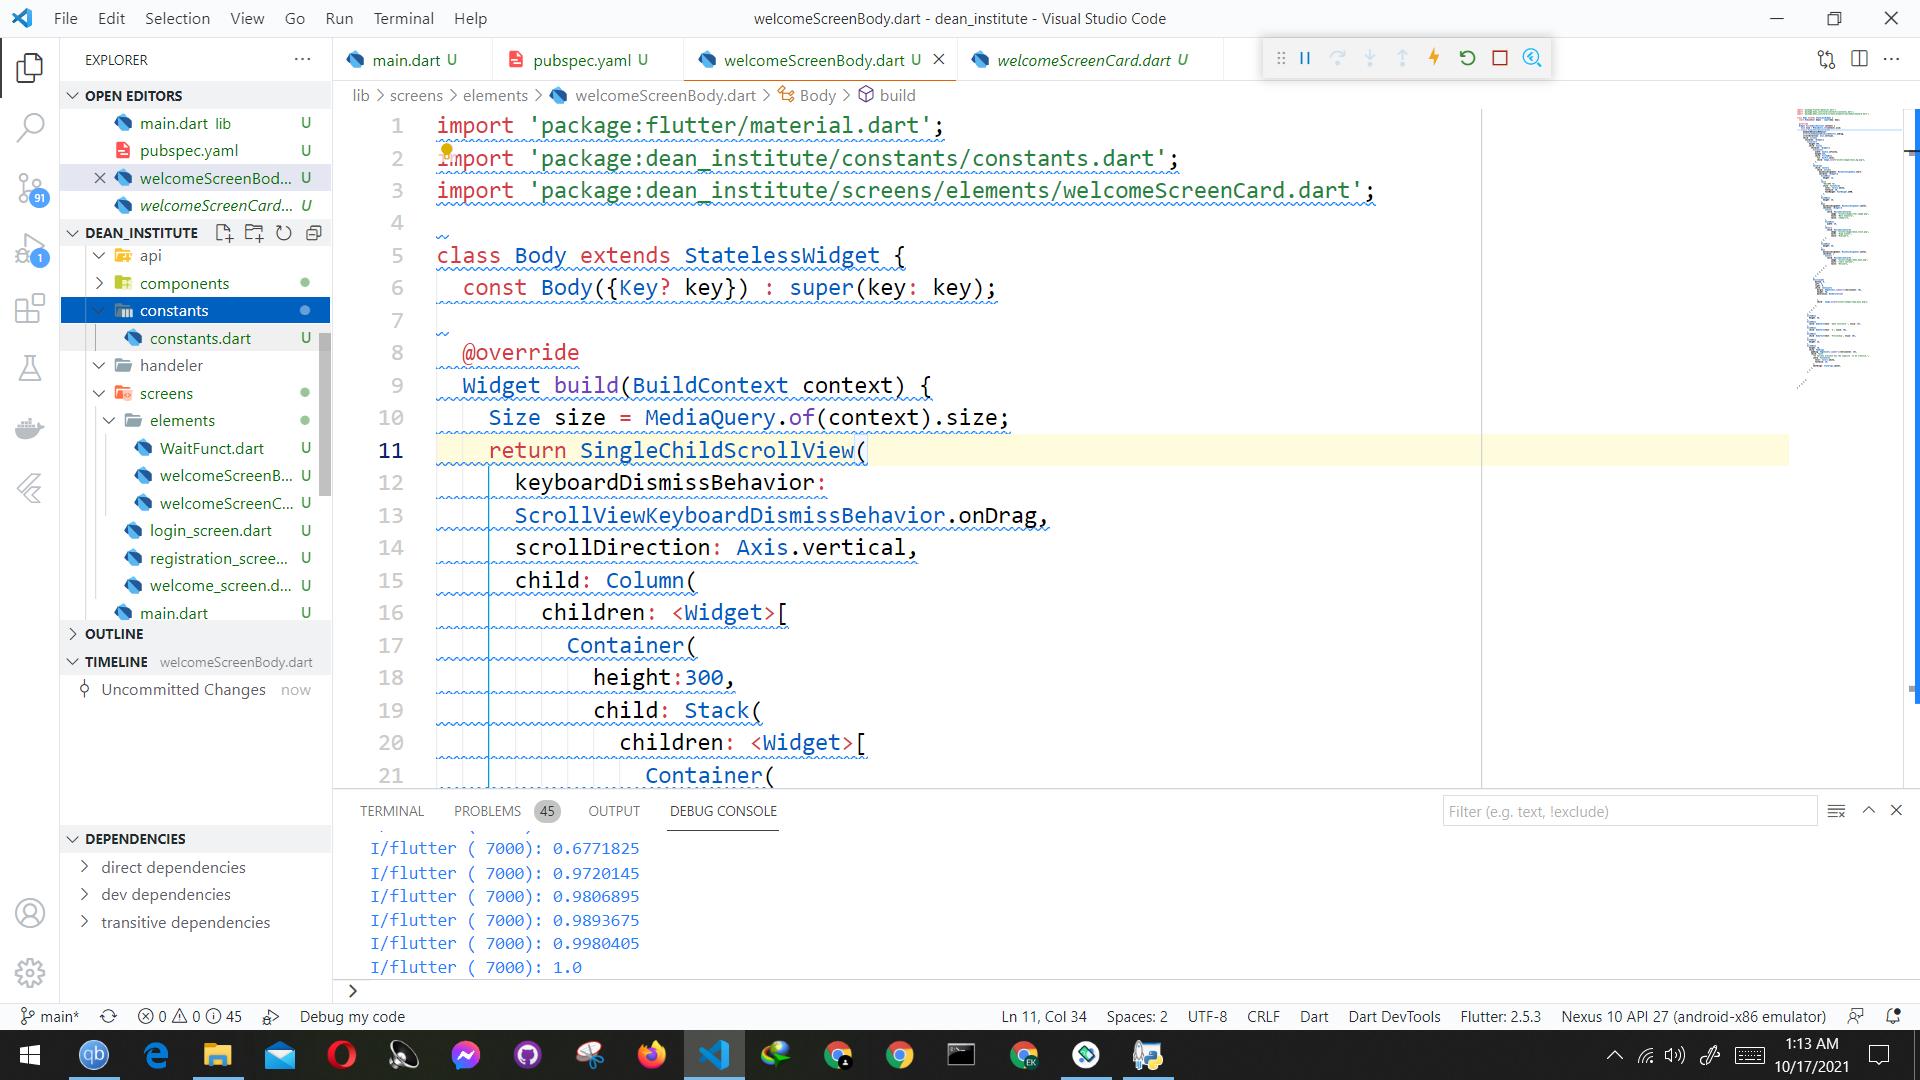 File Edit Selection View Go Run Terminal Help
welcomeScreenBody.dart - dean_institute - Visual Studio Code
EXPLORER
OPEN EDITORS
main.dart lib U
pubspec.yaml U
welcomeScreenBod... U
welcomeScreenCard... U
91
DEAN_INSTITUTE
1
api
components
constants
constants.dart U
handeler
screens
elements
WaitFunct.dart U
welcomeScreenB... U
welcomeScreenC... U
login_screen.dart U
registration_scree... U
welcome_screen.d... U
main.dart U
OUTLINE
TIMELINE welcomeScreenBody.dart
Uncommitted Changes now
DEPENDENCIES
direct dependencies
dev dependencies
transitive dependencies
main.dart U pubspec.yaml U welcomeScreenBody.dart U welcomeScreenCard.dart U
lib > screens > elements > welcomeScreenBody.dart > Body > build
1 import 'package:flutter/material.dart';
2 import 'package:dean_institute/constants/constants.dart';
3 import 'package:dean_institute/screens/elements/welcomeScreenCard.dart';
4
5 class Body extends StatelessWidget {
6 const Body({Key? key}) : super(key: key);
7
8 @override
9 Widget build(BuildContext context) {
10 Size size = MediaQuery.of(context).size;
11 return SingleChildScrollView(
12 keyboardDismissBehavior:
13 ScrollViewKeyboardDismissBehavior.onDrag,
14 scrollDirection: Axis.vertical,
15 child: Column(
16 children: <Widget>[
17 Container(
18 height:300,
19 child: Stack(
20 children: <Widget>[
21 Container(
TERMINAL PROBLEMS 45 OUTPUT DEBUG CONSOLE
Filter (e.g. text, !exclude)
I/flutter ( 7000): 0.6771825
I/flutter ( 7000): 0.9720145
I/flutter ( 7000): 0.9806895
I/flutter ( 7000): 0.9893675
I/flutter ( 7000): 0.9980405
I/flutter ( 7000): 1.0
>
main* 0 0 45 Debug my code
Ln 11, Col 34 Spaces: 2 UTF-8 CRLF Dart Dart DevTools Flutter: 2.5.3 Nexus 10 API 27 (android-x86 emulator)
qb
EK
1:13 AM
10/17/2021